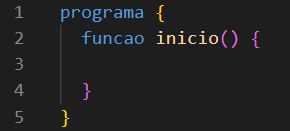 1 programa {
2 funcao inicio() {
3
4 }
5 }